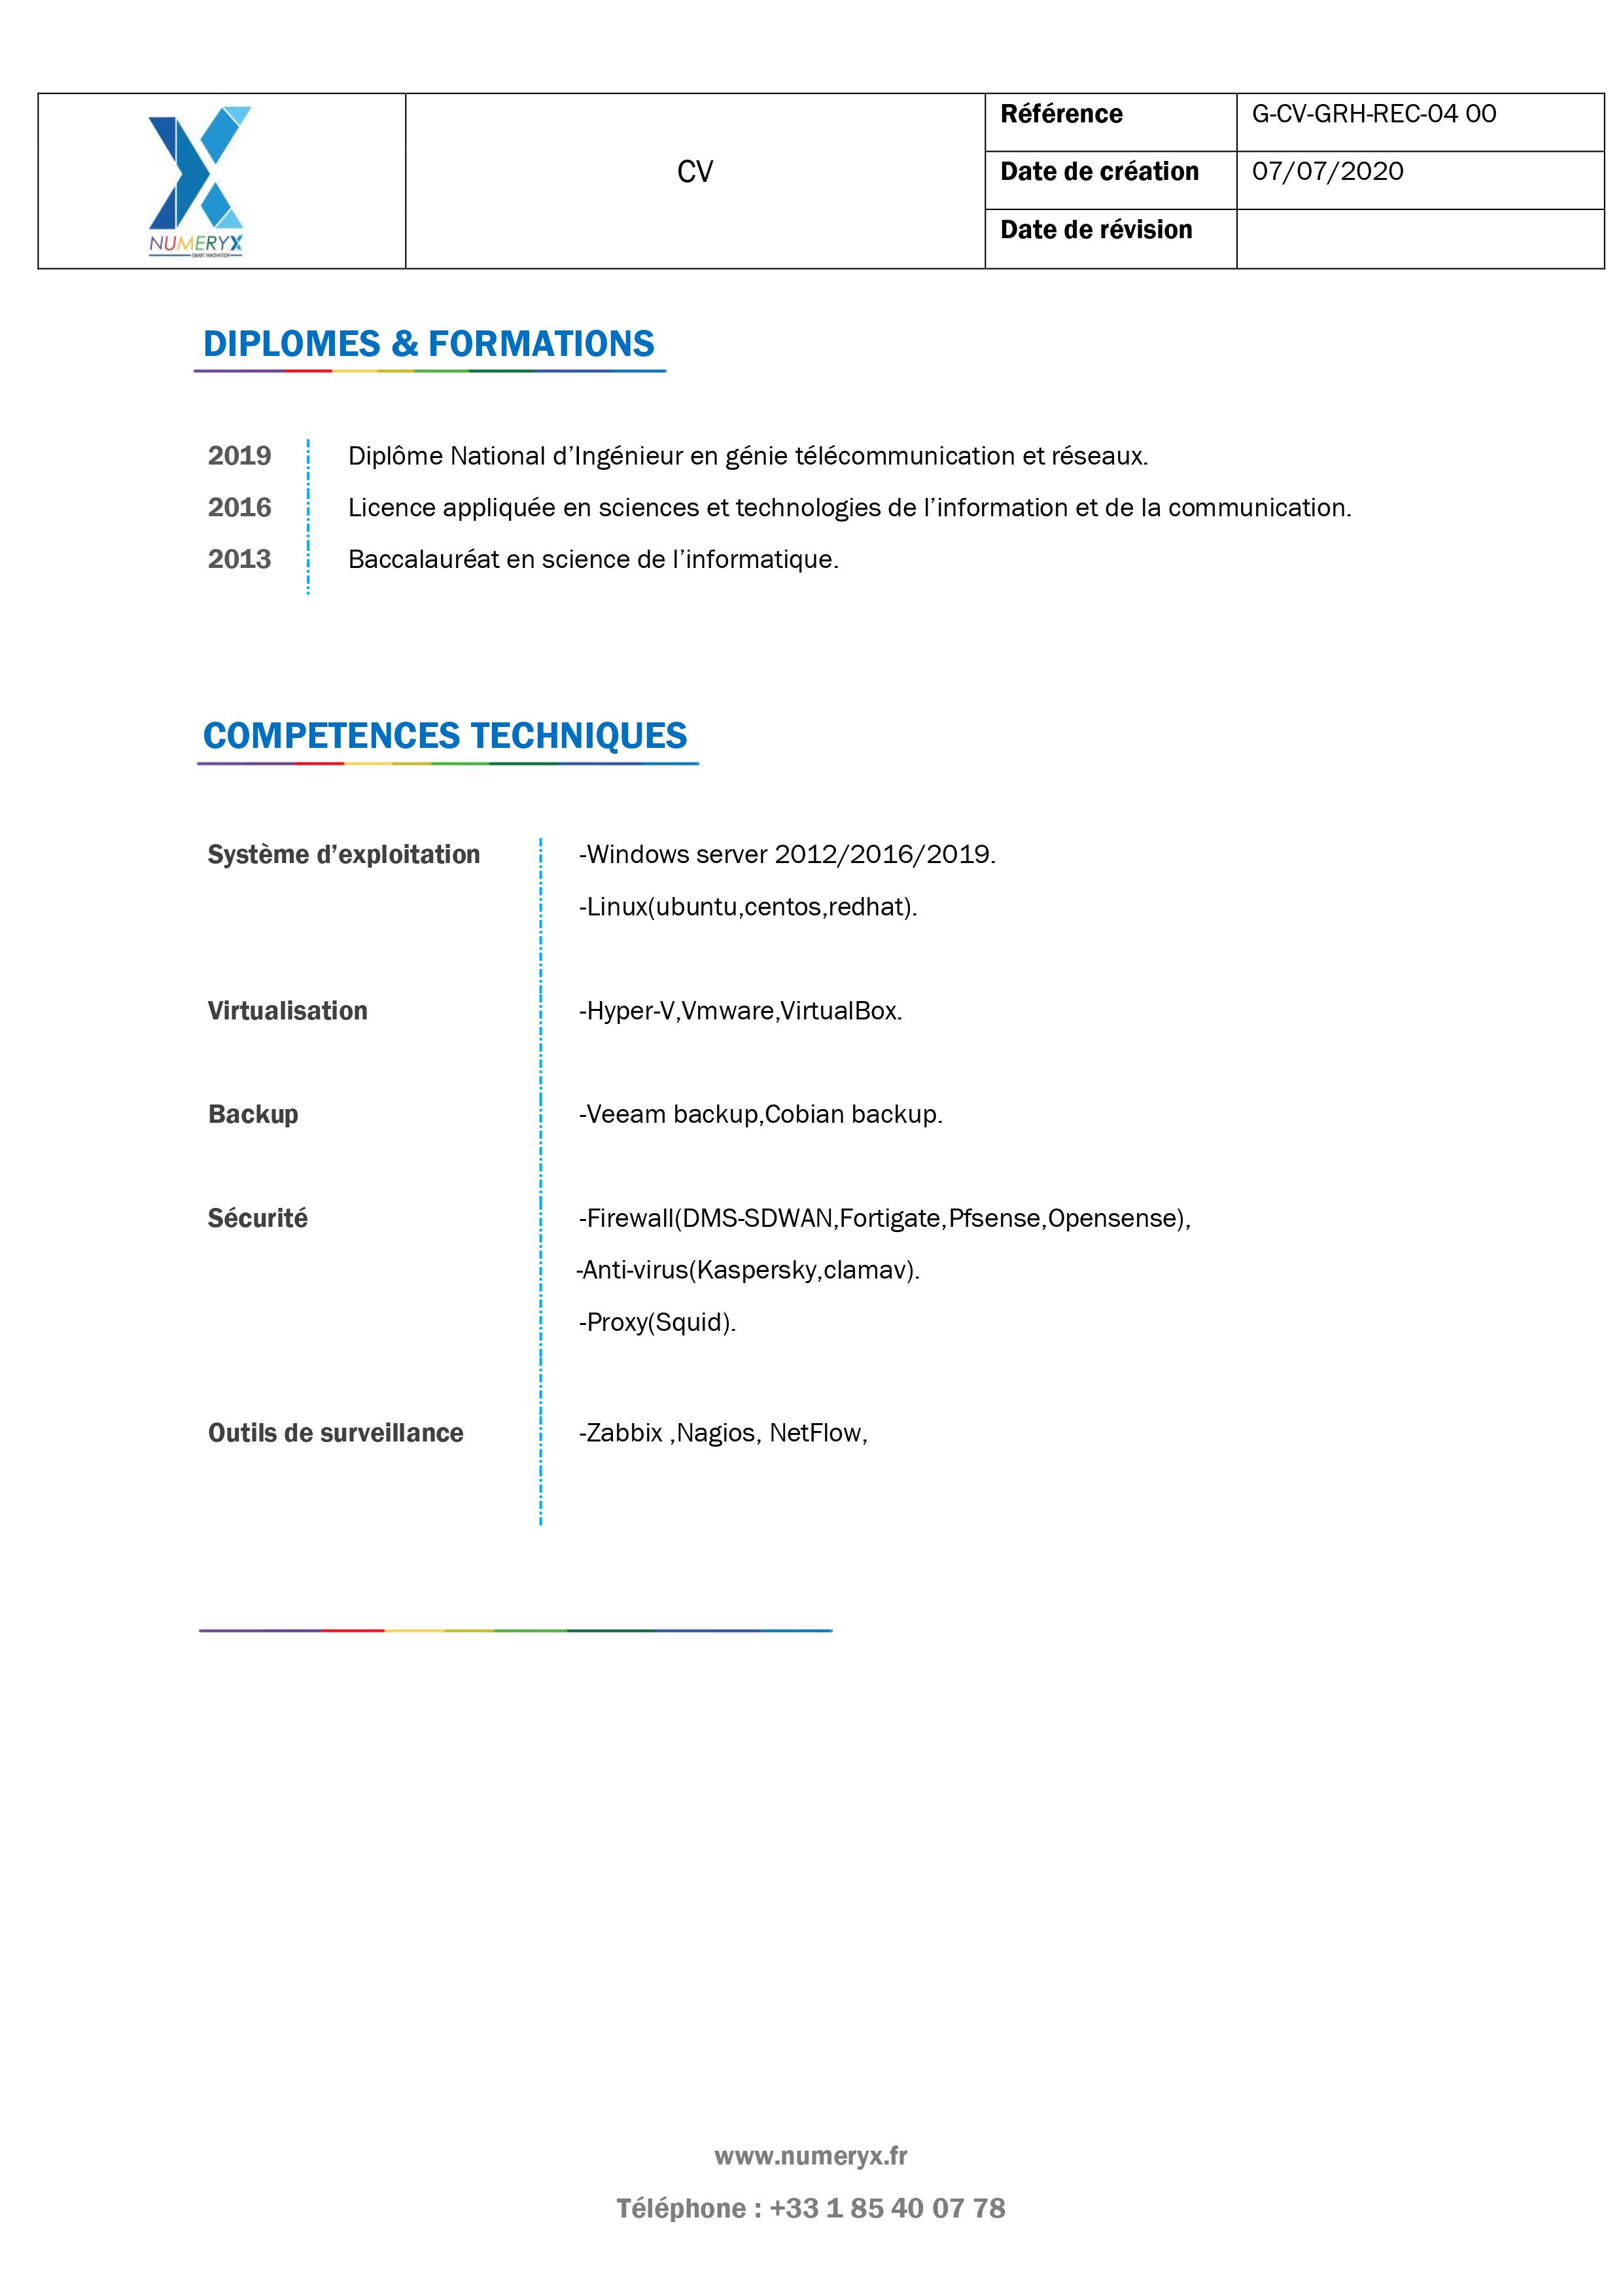 NUMERYX
SMART INNOVATION
CV
Référence
G-CV-GRH-REC-04 00
Date de création
07/07/2020
Date de révision
DIPLOMES & FORMATIONS
2019 Diplôme National d’Ingénieur en génie télécommunication et réseaux.
2016 Licence appliquée en sciences et technologies de l’information et de la communication.
2013 Baccalauréat en science de l’informatique.
COMPETENCES TECHNIQUES
Système d’exploitation -Windows server 2012/2016/2019.
-Linux(ubuntu,centos,redhat).
Virtualisation -Hyper-V,Vmware,VirtualBox.
Backup -Veeam backup,Cobian backup.
Sécurité -Firewall(DMS-SDWAN,Fortigate,Pfsense,Opensense),
-Anti-virus(Kaspersky,clamav).
-Proxy(Squid).
Outils de surveillance -Zabbix ,Nagios, NetFlow,
www.numeryx.fr
Téléphone : +33 1 85 40 07 78